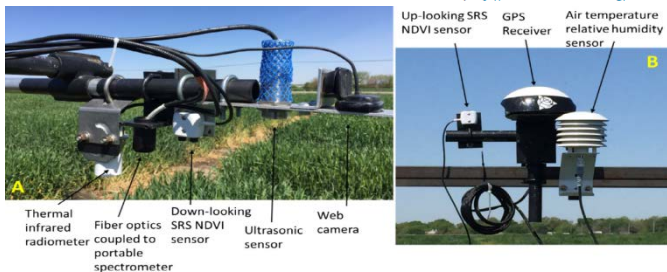 Up-looking SRS
NDVI sensor
GPS
Receiver
Air temperature
relative humidity
sensor
B
A
Thermal
infrared
radiometer
Fiber optics
coupled to
portable
spectrometer
Down-looking
SRS NDVI
sensor
Ultrasonic
sensor
Web
camera